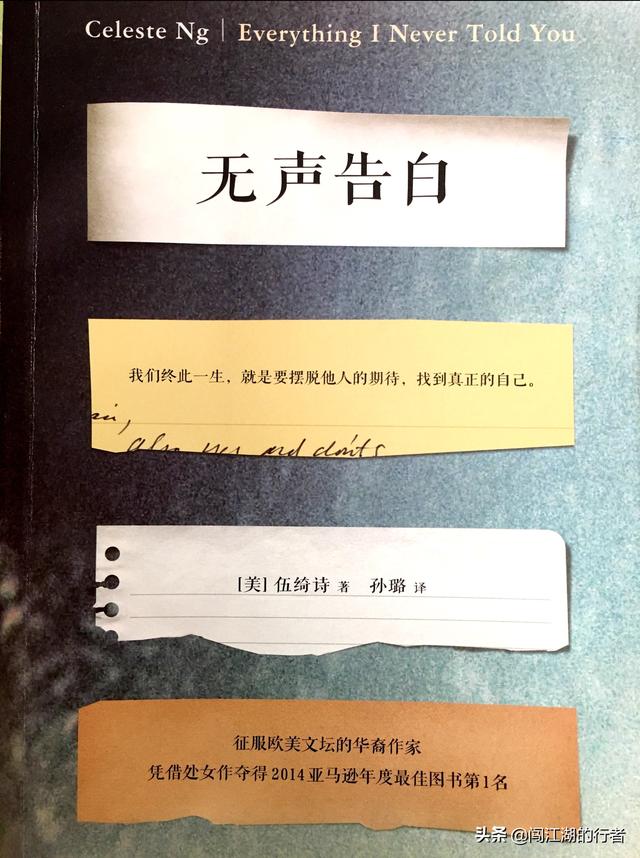 Celeste Ng | Everything I Never Told You
无声告白
我们终此一生，就是要摆脱他人的期待，找到真正的自己。
and don'ts
[美] 伍绮诗 著 孙璐 译
征服欧美文坛的华裔作家
凭借处女作夺得2014亚马逊年度最佳图书第1名
头条 @闯江湖的行者